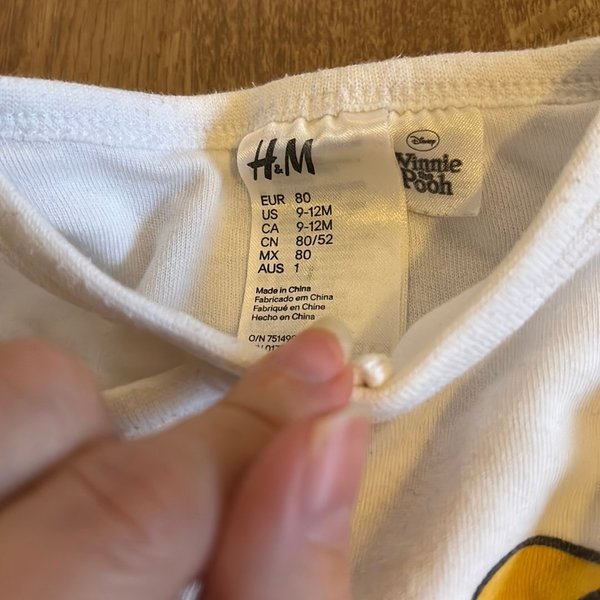 H&M
EUR 80
US 9-12M
CA 9-12M
CN 80/52
MX 80
AUS 1
Made in China
Fabricado em China
Fabriqué en Chine
Hecho en China
Disney
Winnie
the
Pooh